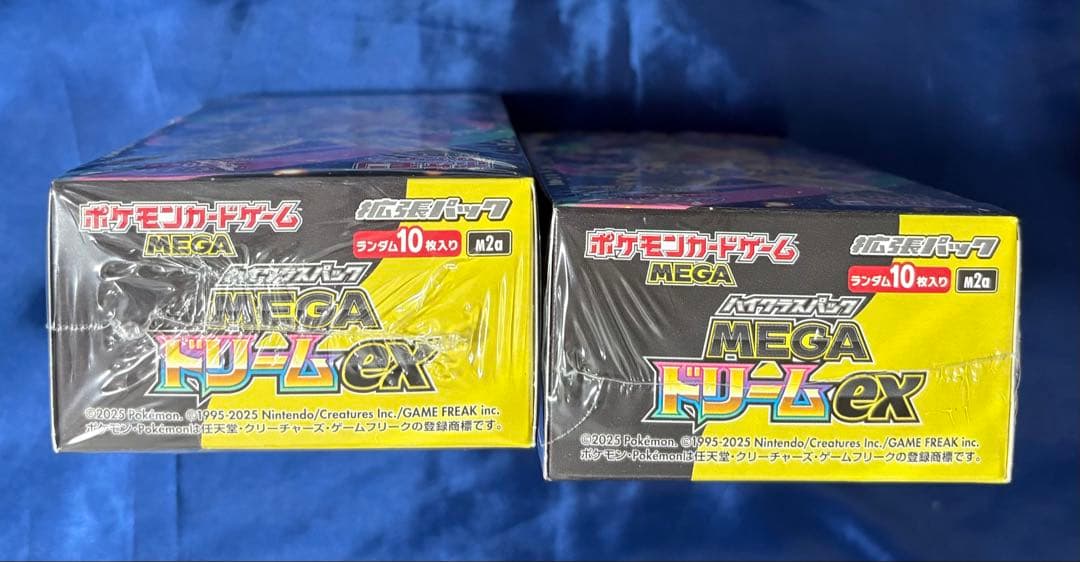 ポケモンカードゲーム
MEGA
拡張パック
ランダム10枚入り M2a
ハイクラスパック
MEGA
ドリームex
©2025 Pokémon. ©1995-2025 Nintendo/Creatures Inc./GAME FREAK inc.
ポケモン・Pokémonは任天堂・クリーチャーズ・ゲームフリークの登録商標です。
ポケモンカードゲーム
MEGA
拡張パック
ランダム10枚入り M2a
ハイクラスパック
MEGA
ドリームex
©2025 Pokémon. ©1995-2025 Nintendo/Creatures Inc./GAME FREAK inc.
ポケモン・Pokémonは任天堂・クリーチャーズ・ゲームフリークの登録商標です。